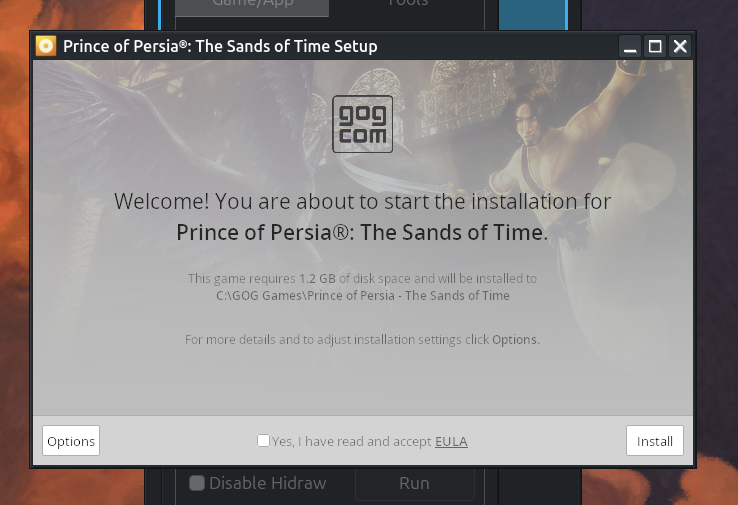 Game/App
Tools
Prince of Persia®: The Sands of Time Setup
gog
com
Welcome! You are about to start the installation for
Prince of Persia®: The Sands of Time.
This game requires 1.2 GB of disk space and will be installed to
C:\GOG Games\Prince of Persia - The Sands of Time
For more details and to adjust installation settings click Options.
Options
Yes, I have read and accept EULA
Install
Disable Hidraw
Run